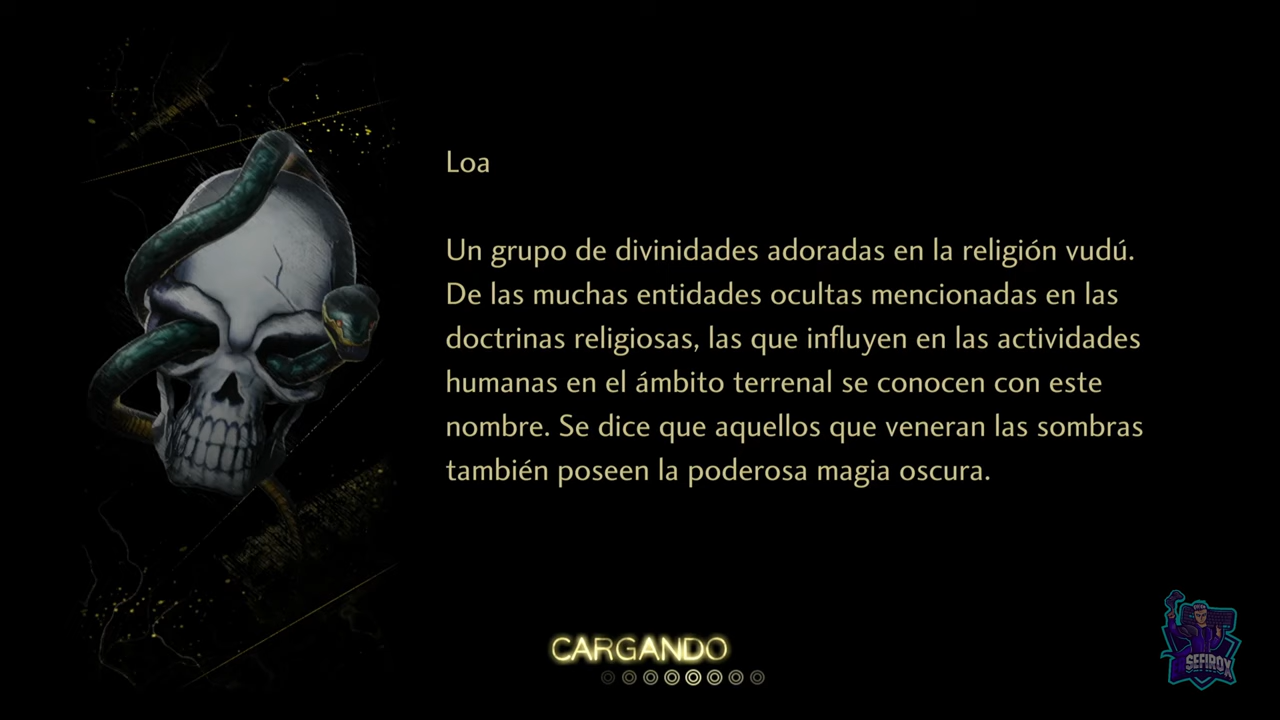 Loa
Un grupo de divinidades adoradas en la religión vudú.
De las muchas entidades ocultas mencionadas en las
doctrinas religiosas, las que influyen en las actividades
humanas en el ámbito terrenal se conocen con este
nombre. Se dice que aquellos que veneran las sombras
también poseen la poderosa magia oscura.
CARGANDO
SEFIROX